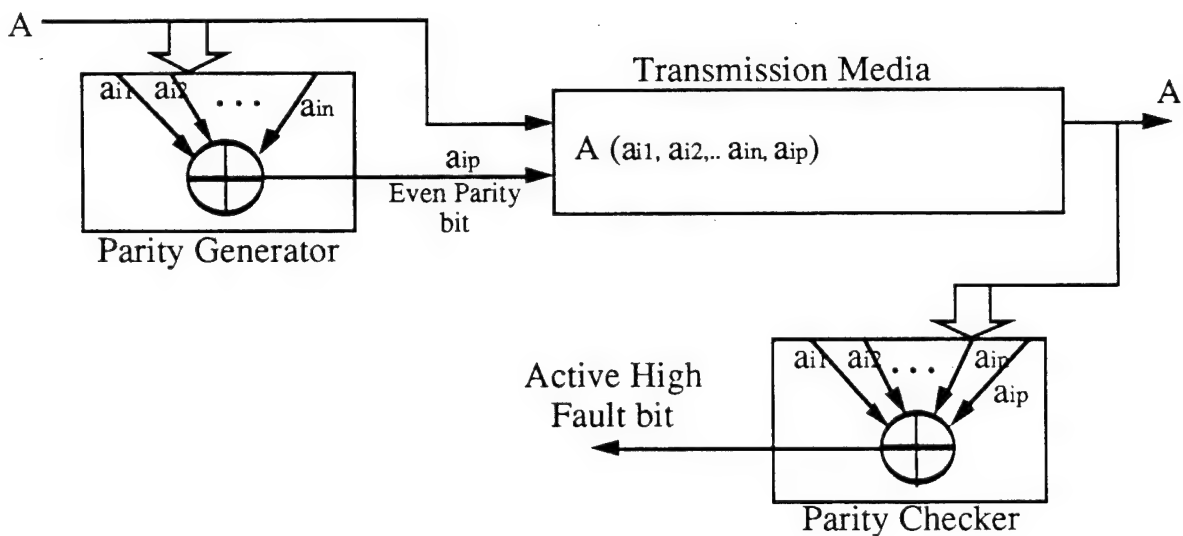 A
ai1 ai2 ... ain
aip
Even Parity
bit
Parity Generator
Transmission Media
A (ai1, ai2,.. ain, aip)
A
ai1 ai2 ... ain
aip
Active High
Fault bit
Parity Checker